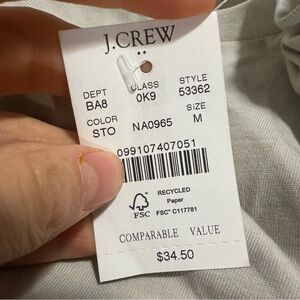 J.CREW
DEPT CLASS STYLE
BA8 0K9 53362
COLOR SIZE
STO NA0965 M
099107407051
RECYCLED
Paper
FSC FSC® C117781
COMPARABLE VALUE
$34.50